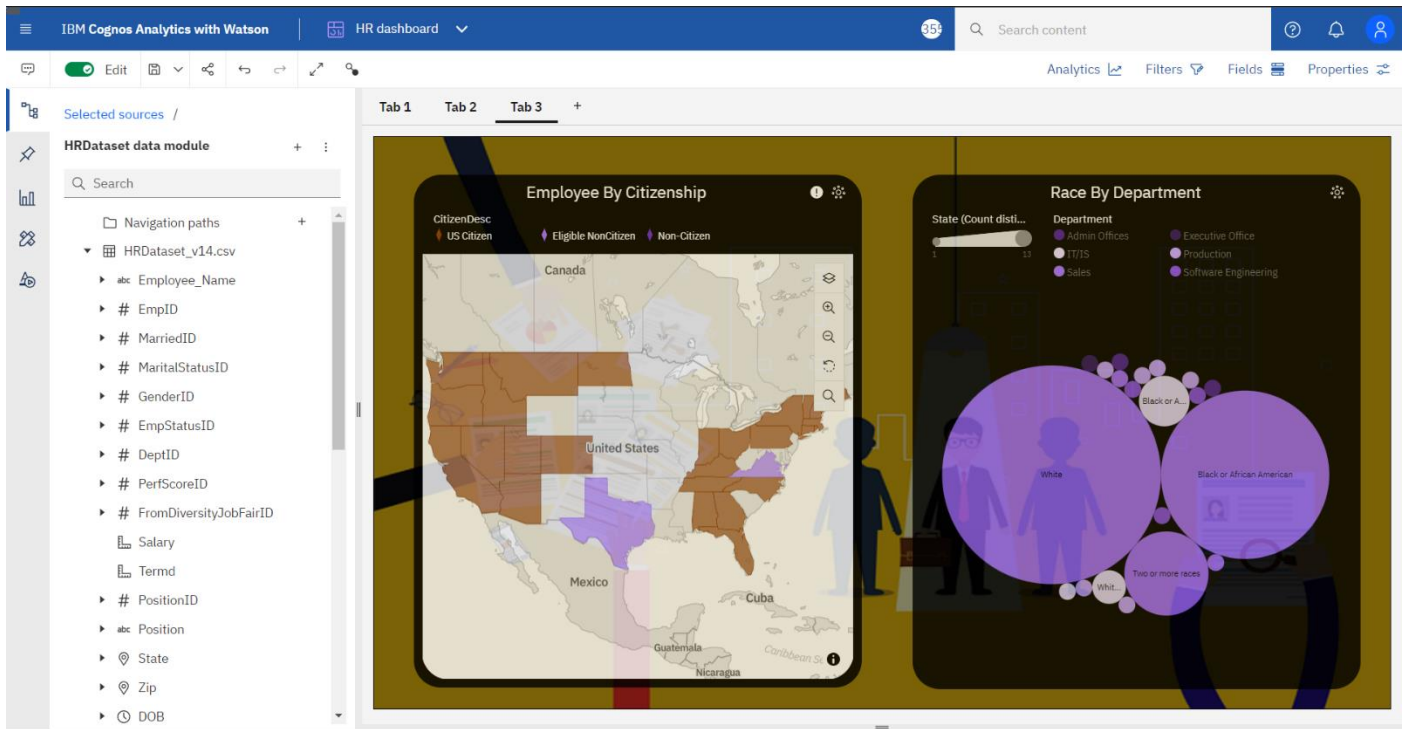 IBM Cognos Analytics with Watson
HR dashboard
Search content
Edit
Analytics
Filters
Fields
Properties
Selected sources /
HRDataset data module
Search
Navigation paths
HRDataset_v14.csv
abc Employee_Name
# EmpID
# MarriedID
# MaritalStatusID
# GenderID
# EmpStatusID
# DeptID
# PerfScoreID
# FromDiversityJobFairID
Salary
Termd
# PositionID
abc Position
State
Zip
DOB
Tab 1 Tab 2 Tab 3 +
Employee By Citizenship
CitizenDesc
US Citizen Eligible NonCitizen Non-Citizen
Canada
United States
Mexico
Cuba
Guatemala
Caribbean S
Nicaragua
Race By Department
State (Count disti...
1 13
Department
Admin Offices Executive Office
IT/IS Production
Sales Software Engineering
Black or A...
White
Black or African American
Two or more races
Whit...